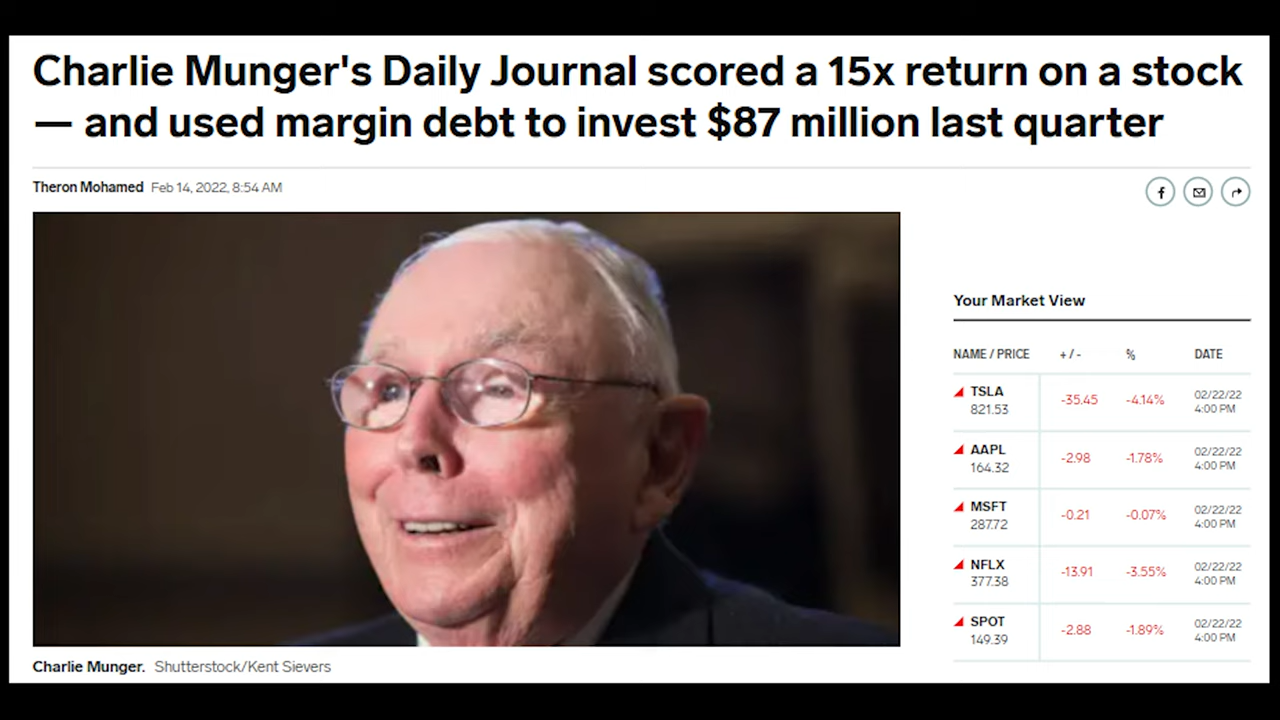 Charlie Munger's Daily Journal scored a 15x return on a stock
— and used margin debt to invest $87 million last quarter
Theron Mohamed Feb 14, 2022, 8:54 AM
Charlie Munger. Shutterstock/Kent Sievers
Your Market View
NAME / PRICE + / - % DATE
TSLA -35.45 -4.14% 02/22/22
821.53 4:00 PM
AAPL -2.98 -1.78% 02/22/22
164.32 4:00 PM
MSFT -0.21 -0.07% 02/22/22
287.72 4:00 PM
NFLX -13.91 -3.55% 02/22/22
377.38 4:00 PM
SPOT -2.88 -1.89% 02/22/22
149.39 4:00 PM